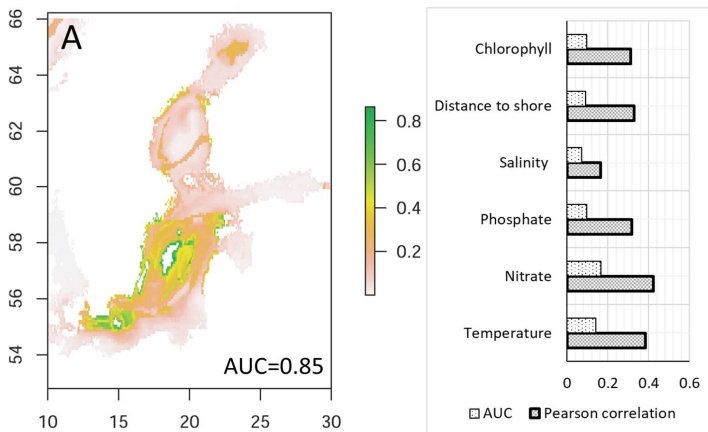 A
66
64
62
60
58
56
54
10 15 20 25 30
AUC=0.85
0.8
0.6
0.4
0.2
Chlorophyll
Distance to shore
Salinity
Phosphate
Nitrate
Temperature
0 0.2 0.4 0.6
AUC Pearson correlation